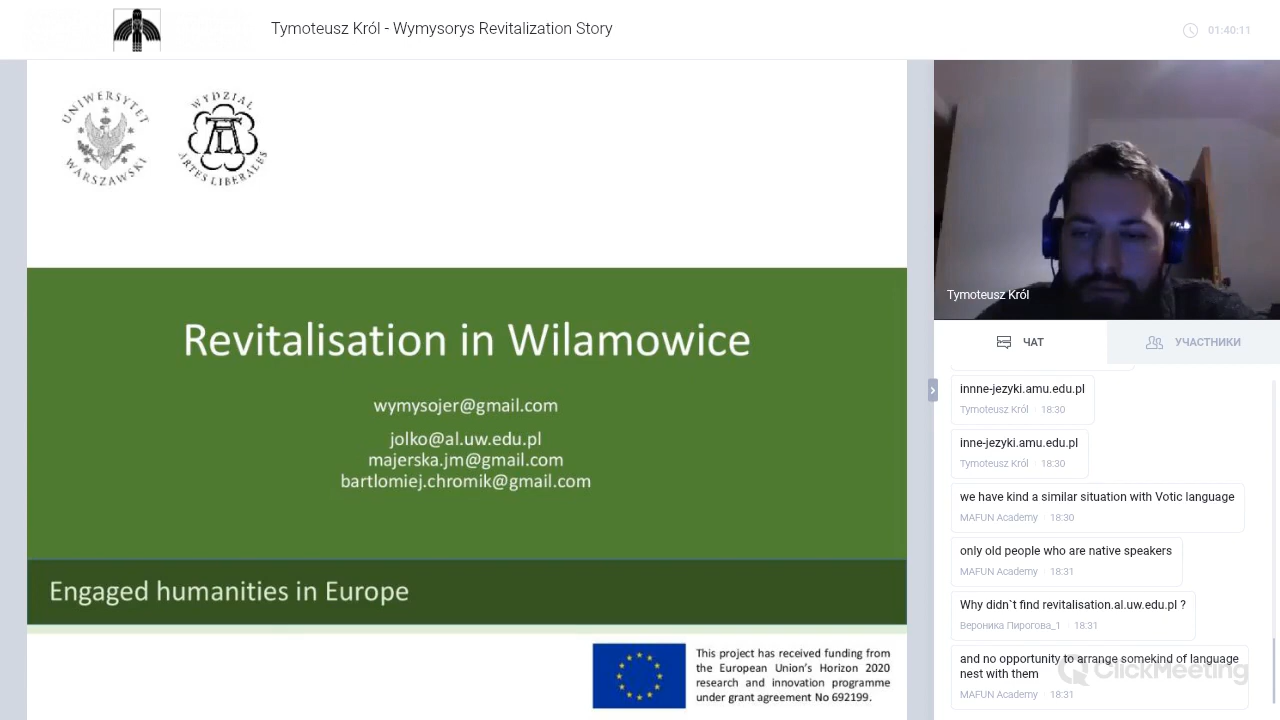 Tymoteusz Król - Wymysorys Revitalization Story
01:40:11
UNIWERSYTET
WARSZAWSKI
WYDZIAŁ
ARTES LIBERALES
Revitalisation in Wilamowice
wymysojer@gmail.com
jolko@al.uw.edu.pl
majerska.jm@gmail.com
bartlomiej.chromik@gmail.com
Engaged humanities in Europe
This project has received funding from
the European Union's Horizon 2020
research and innovation programme
under grant agreement No 692199.
Tymoteusz Król
ЧАТ
УЧАСТНИКИ
innne-jezyki.amu.edu.pl
Tymoteusz Król · 18:30
inne-jezyki.amu.edu.pl
Tymoteusz Król · 18:30
we have kind a similar situation with Votic language
MAFUN Academy · 18:30
only old people who are native speakers
MAFUN Academy · 18:31
Why didn`t find revitalisation.al.uw.edu.pl ?
Вероника Пирогова_1 · 18:31
and no opportunity to arrange somekind of language
nest with them
MAFUN Academy · 18:31
ClickMeeting